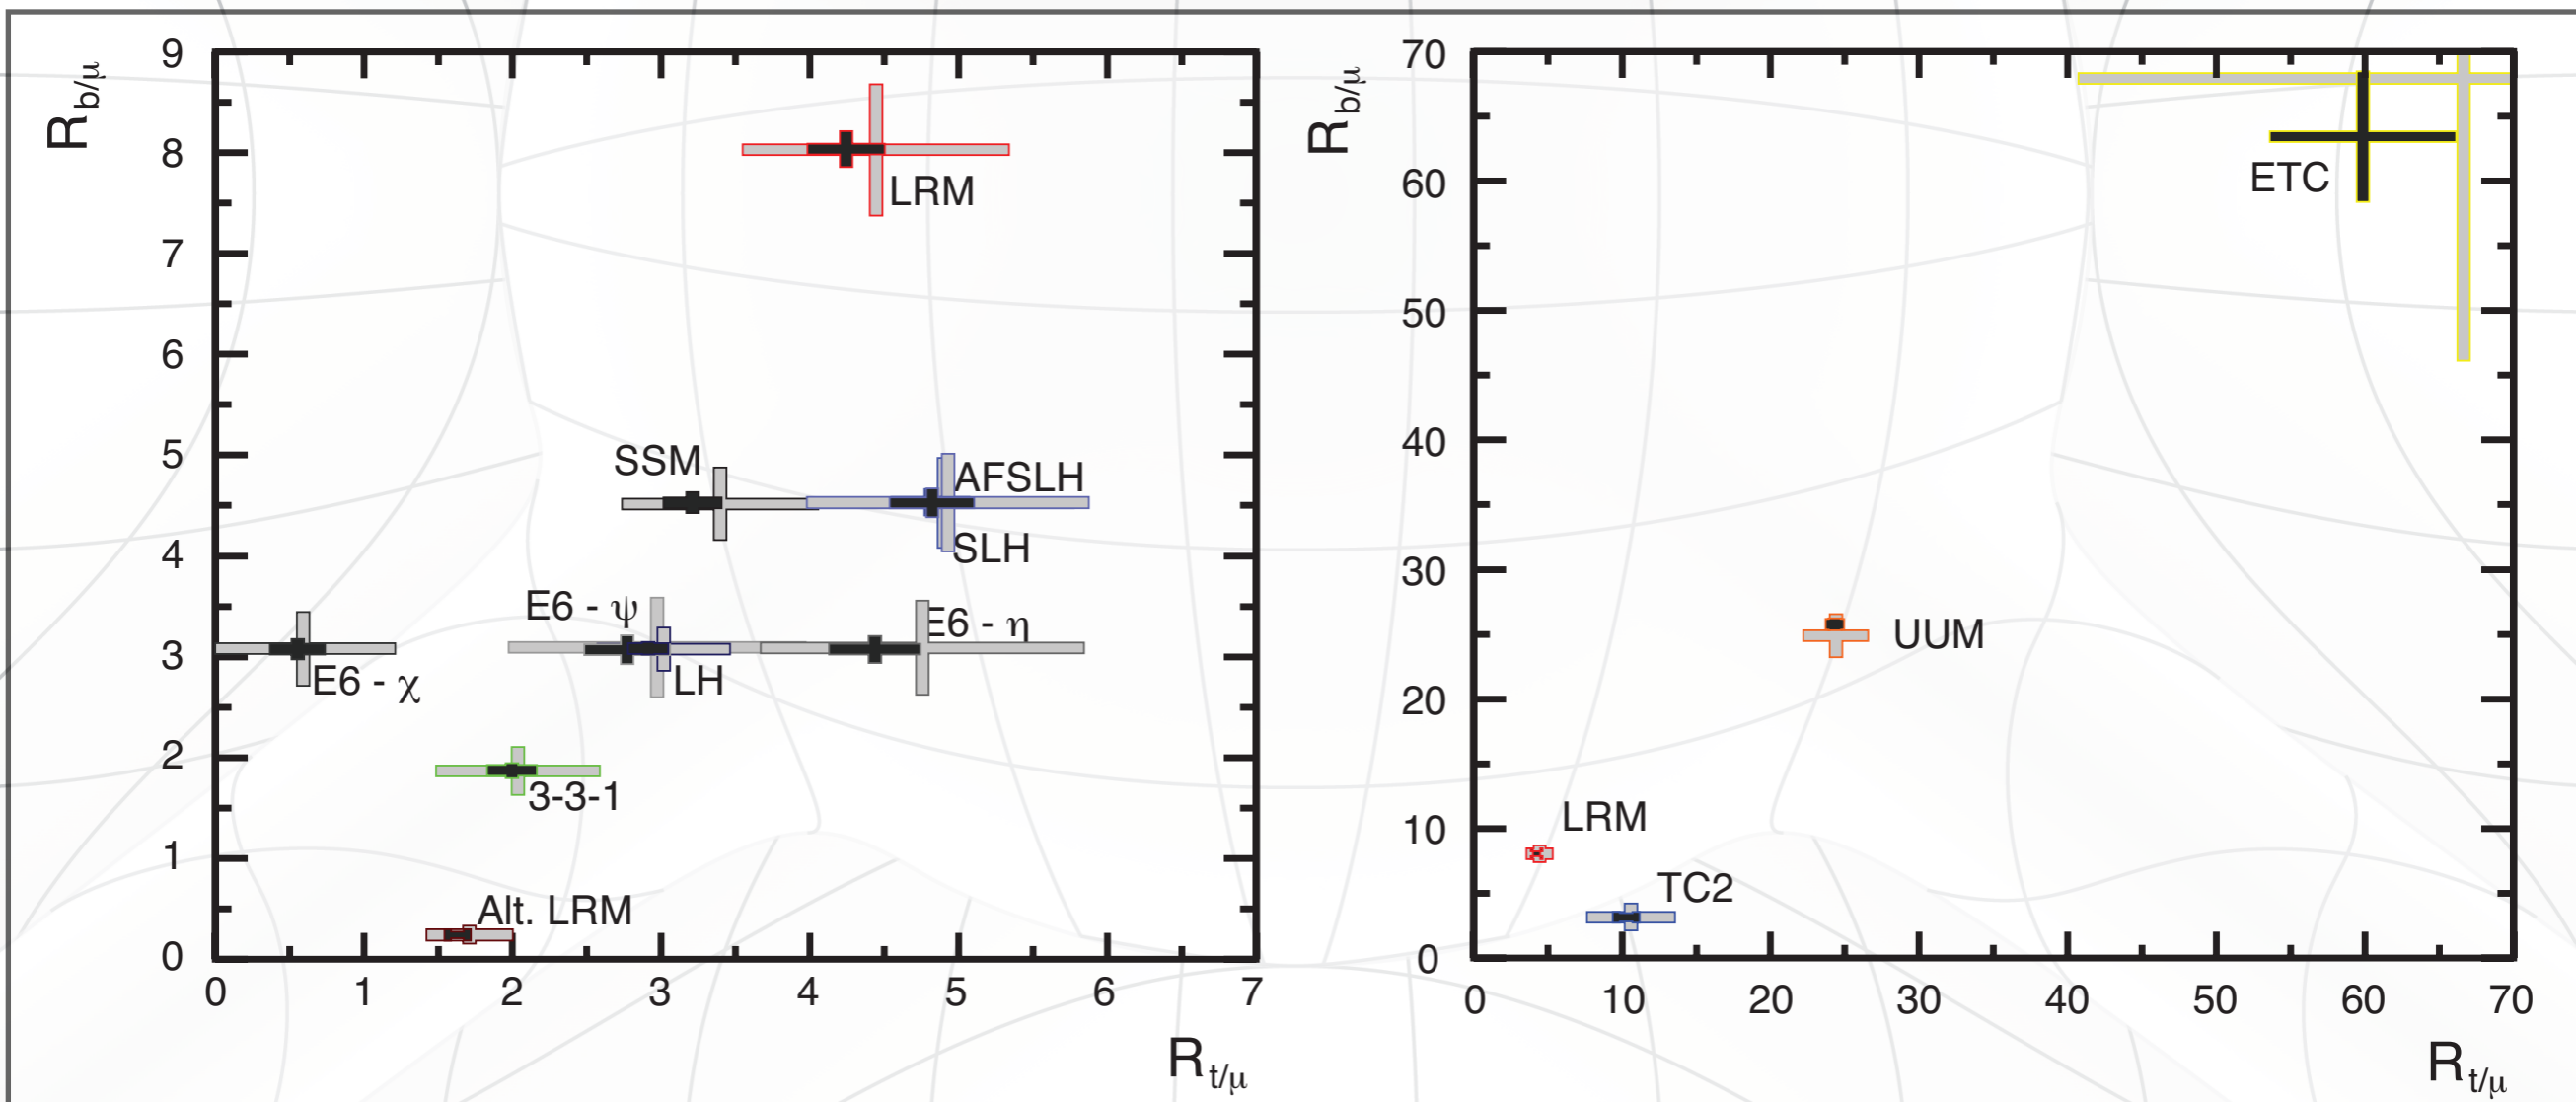 R b/μ
9
8
7
6
5
4
3
2
1
0
LRM
SSM
AFSLH
SLH
E6 - ψ
E6 - η
E6 - χ
LH
3-3-1
Alt. LRM
0 1 2 3 4 5 6 7
R t/μ
R b/μ
70
60
50
40
30
20
10
0
ETC
UUM
LRM
TC2
0 10 20 30 40 50 60 70
R t/μ